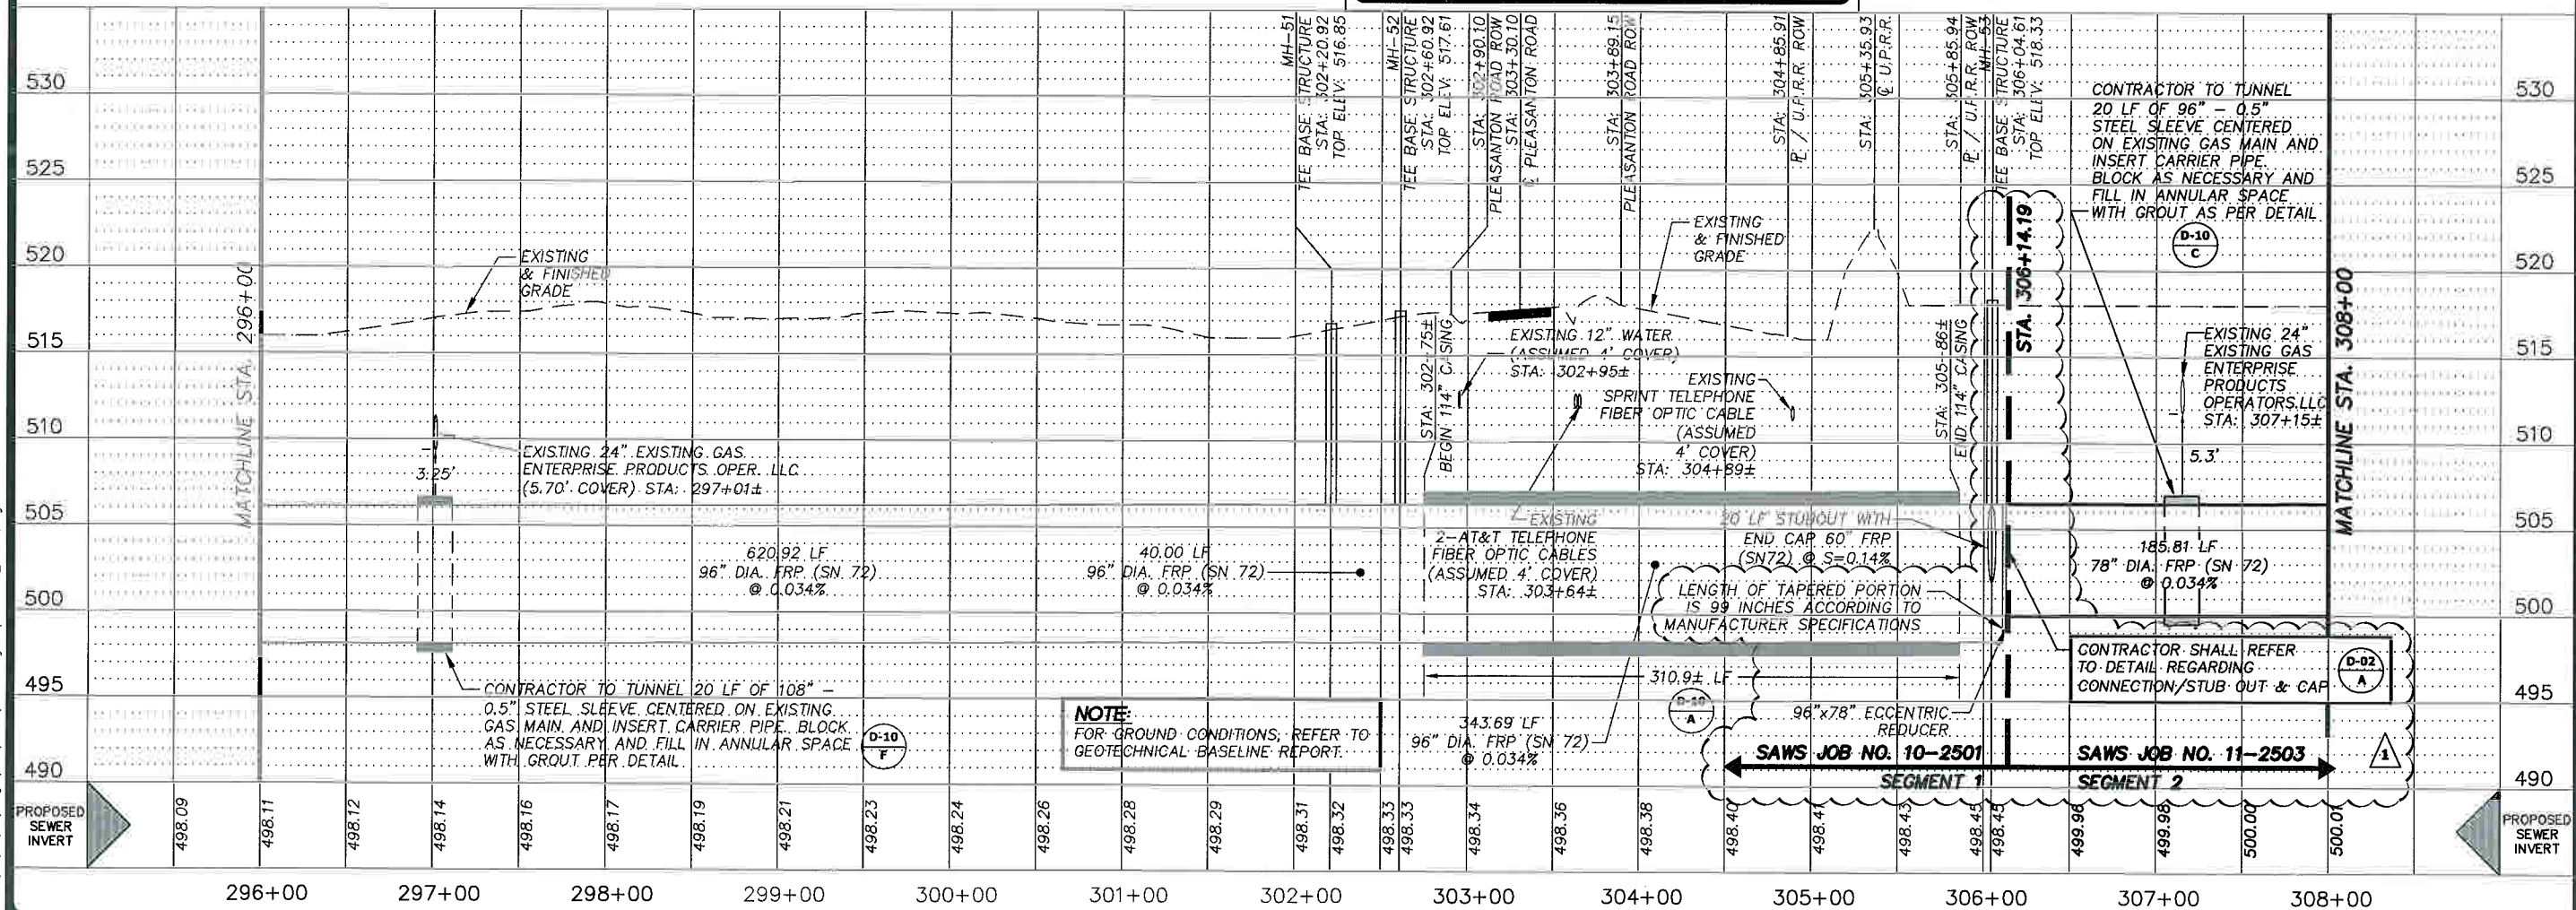 530
525
520
515
510
505
500
495
490
530
525
520
515
510
505
500
495
490
MATCHLINE STA. 296+00
EXISTING
& FINISHED
GRADE
3.25'
EXISTING 24" EXISTING GAS
ENTERPRISE PRODUCTS OPER. LLC
(5.70' COVER) STA: 297+01±
620.92 LF
96" DIA. FRP (SN 72)
@ 0.034%
CONTRACTOR TO TUNNEL 20 LF OF 108" -
0.5" STEEL SLEEVE CENTERED ON EXISTING
GAS MAIN AND INSERT CARRIER PIPE. BLOCK
AS NECESSARY AND FILL IN ANNULAR SPACE
WITH GROUT PER DETAIL
D-10
F
40.00 LF
96" DIA. FRP (SN 72)
@ 0.034%
NOTE:
FOR GROUND CONDITIONS, REFER TO
GEOTECHNICAL BASELINE REPORT.
MH-51
TEE BASE STRUCTURE
STA: 302+20.92
TOP ELEV: 516.85
MH-52
TEE BASE STRUCTURE
STA: 302+60.92
TOP ELEV: 517.61
STA: 302+90.10
PLEASANTON ROAD ROW
STA: 303+30.10
℄ PLEASANTON ROAD
STA: 303+89.15
PLEASANTON ROAD ROW
STA: 304+85.91
℄ / U.P.R.R. ROW
STA: 305+35.93
℄ U.P.R.R.
STA: 305+85.94
℄ / U.P.R.R. ROW
MH-53
TEE BASE STRUCTURE
STA: 306+04.61
TOP ELEV: 518.33
EXISTING
& FINISHED
GRADE
STA: 302+75±
BEGIN 114" CASING
EXISTING 12" WATER
(ASSUMED 4' COVER)
STA: 302+95±
EXISTING
SPRINT TELEPHONE
FIBER OPTIC CABLE
(ASSUMED
4' COVER)
STA: 304+89±
STA: 305+86±
END 114" CASING
EXISTING
2-AT&T TELEPHONE
FIBER OPTIC CABLES
(ASSUMED 4' COVER)
STA: 303+64±
20 LF STUBOUT WITH
END CAP 60" FRP
(SN72) @ S=0.14%
LENGTH OF TAPERED PORTION
IS 99 INCHES ACCORDING TO
MANUFACTURER SPECIFICATIONS
310.9± LF
D-10
A
343.69 LF
96" DIA. FRP (SN 72)
@ 0.034%
96"x78" ECCENTRIC
REDUCER
SAWS JOB NO. 10-2501
SEGMENT 1
SAWS JOB NO. 11-2503
SEGMENT 2
1
STA. 306+14.19
CONTRACTOR TO TUNNEL
20 LF OF 96" - 0.5"
STEEL SLEEVE CENTERED
ON EXISTING GAS MAIN AND
INSERT CARRIER PIPE.
BLOCK AS NECESSARY AND
FILL IN ANNULAR SPACE
WITH GROUT AS PER DETAIL
D-10
C
EXISTING 24"
EXISTING GAS
ENTERPRISE
PRODUCTS
OPERATORS,LLC
STA: 307+15±
5.3'
185.81 LF
78" DIA. FRP (SN 72)
@ 0.034%
CONTRACTOR SHALL REFER
TO DETAIL REGARDING
CONNECTION/STUB OUT & CAP
D-02
A
MATCHLINE STA. 308+00
PROPOSED
SEWER
INVERT
498.09
498.11
498.12
498.14
498.16
498.17
498.19
498.21
498.23
498.24
498.26
498.28
498.29
498.31
498.32
498.33
498.33
498.34
498.36
498.38
498.40
498.41
498.43
498.45
498.45
499.96
499.98
500.00
500.01
PROPOSED
SEWER
INVERT
296+00
297+00
298+00
299+00
300+00
301+00
302+00
303+00
304+00
305+00
306+00
307+00
308+00